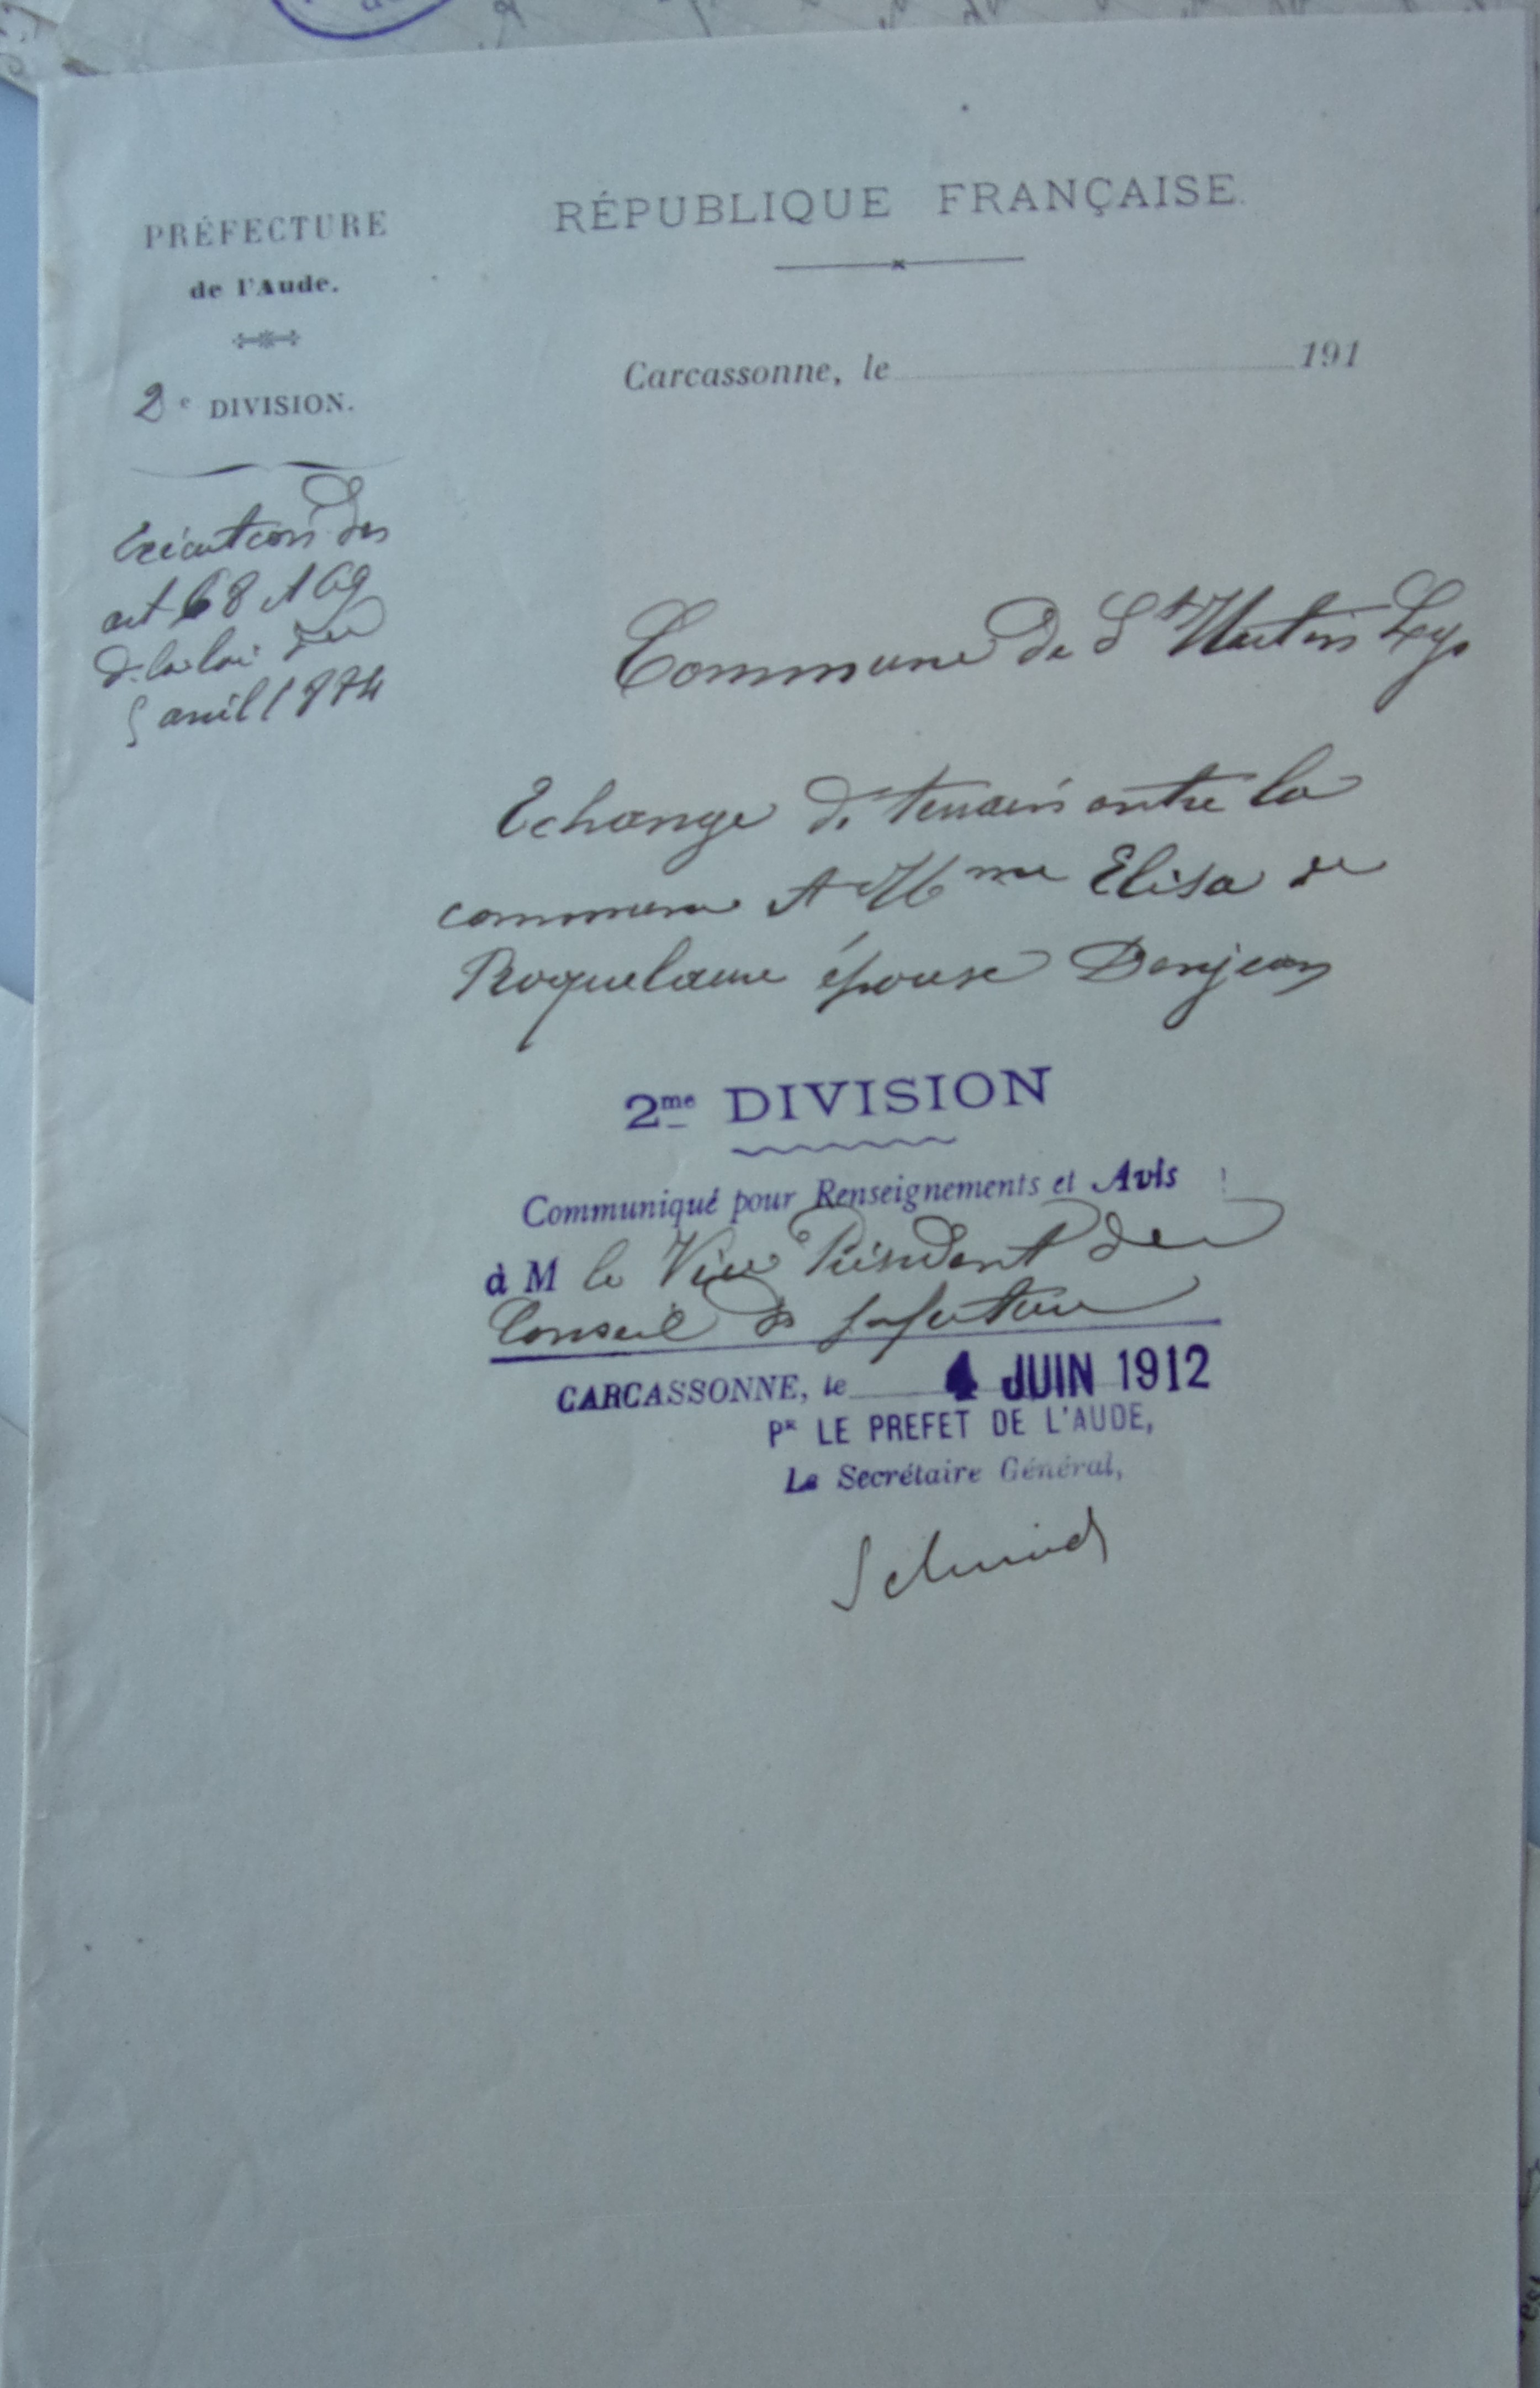 RÉPUBLIQUE FRANÇAISE.
PRÉFECTURE
de l'Aude.
2e DIVISION.
Carcassonne, le 191
Exécution des
art 68 et 69
de la loi du
5 avril 1884
Commune de St Martin Lys
Echange de terrain entre la
commune et Mme Elisa de
Roquelaure épouse Bonjean
2me DIVISION
Communiqué pour Renseignements et Avis
à M le Vice Président du
Conseil de préfecture
CARCASSONNE, le 4 JUIN 1912
Pr LE PREFET DE L'AUDE,
Le Secrétaire Général,